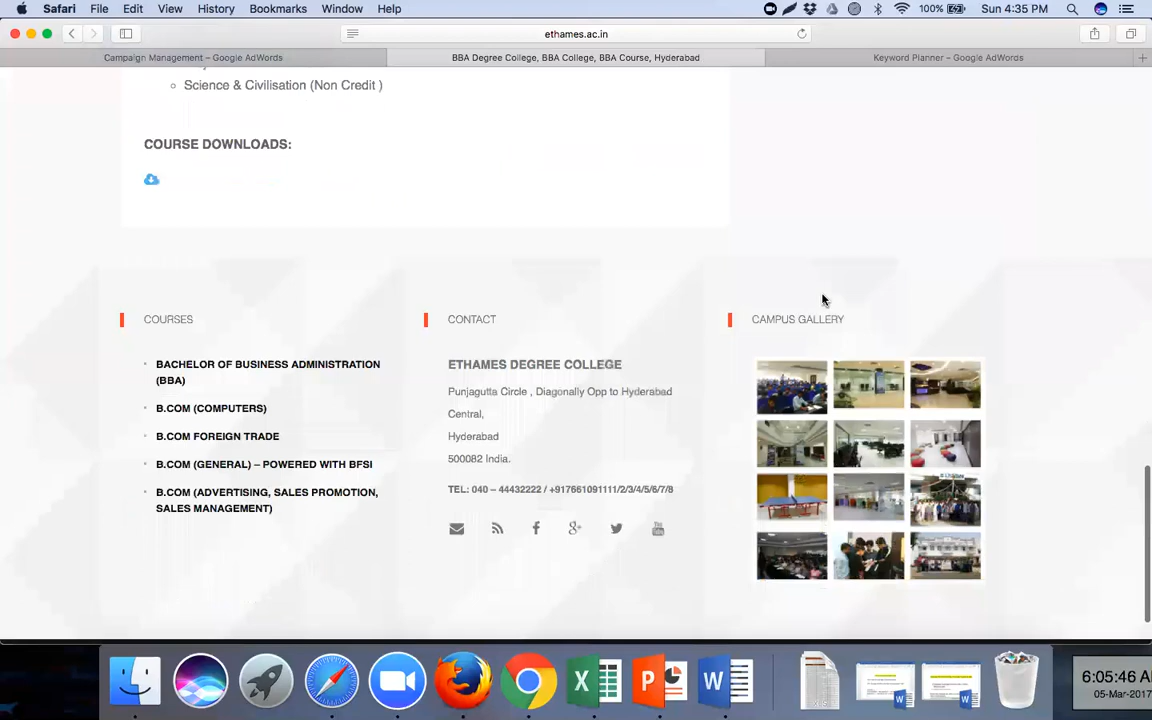 Safari File Edit View History Bookmarks Window Help 100% Sun 4:35 PM
ethames.ac.in
Campaign Management – Google AdWords BBA Degree College, BBA College, BBA Course, Hyderabad Keyword Planner – Google AdWords
Science & Civilisation (Non Credit )
COURSE DOWNLOADS:
COURSES
BACHELOR OF BUSINESS ADMINISTRATION
(BBA)
B.COM (COMPUTERS)
B.COM FOREIGN TRADE
B.COM (GENERAL) – POWERED WITH BFSI
B.COM (ADVERTISING, SALES PROMOTION,
SALES MANAGEMENT)
CONTACT
ETHAMES DEGREE COLLEGE
Punjagutta Circle , Diagonally Opp to Hyderabad
Central,
Hyderabad
500082 India.
TEL: 040 – 44432222 / +917661091111/2/3/4/5/6/7/8
CAMPUS GALLERY
6:05:46 A
05-Mar-2017